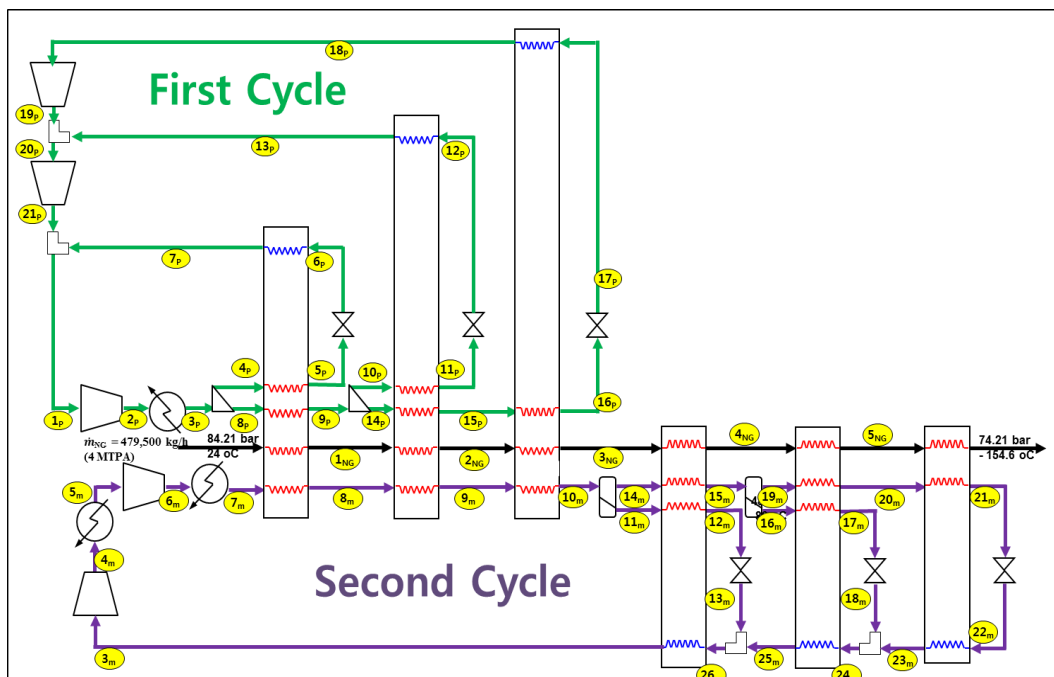 18p
First Cycle
19p
13p
12p
20p
21p
7p
6p
17p
4p
5p
10p
11p
16p
1p
2p
3p
8p
9p
14p
15p
ṁNG = 479,500 kg/h
(4 MTPA)
84.21 bar
24 oC
1NG
2NG
3NG
4NG
5NG
74.21 bar
- 154.6 oC
5m
6m
7m
8m
9m
10m
14m
15m
19m
20m
21m
11m
12m
16m
17m
4m
Second Cycle
13m
18m
22m
3m
25m
23m
26
24